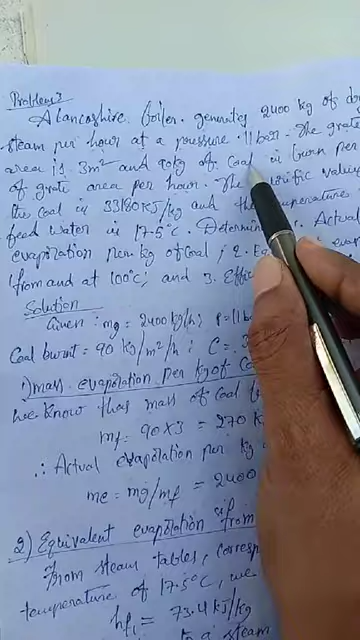 Problem 3
A Lancashire Boiler generates 2400 kg of dry
steam per hour at a pressure 11 bar. The grate
area is 3m² and 90kg of coal is burn per
of grate area per hour. The calorific value
the coal is 33180 kJ/kg and the temperature
feed water is 17.5°C. Determine Actual
evaporation per kg of coal; 2. Eq
from and at 100°C; and 3. Effi
Solution
Given : mg = 2400 kg/h; p = 11 b
Coal burnt = 90 kg/m²/h; C = 3
1) mass evaporation per kg of Co
we know that mass of coal
mf = 90 x 3 = 270 k
∴ Actual evaporation per kg
me = mg/mf = 2400
2) Equivalent evaporation from
From steam tables, corresp
temperature of 17.5°C, we
hf₁ = 73.4 kJ/kg
steam